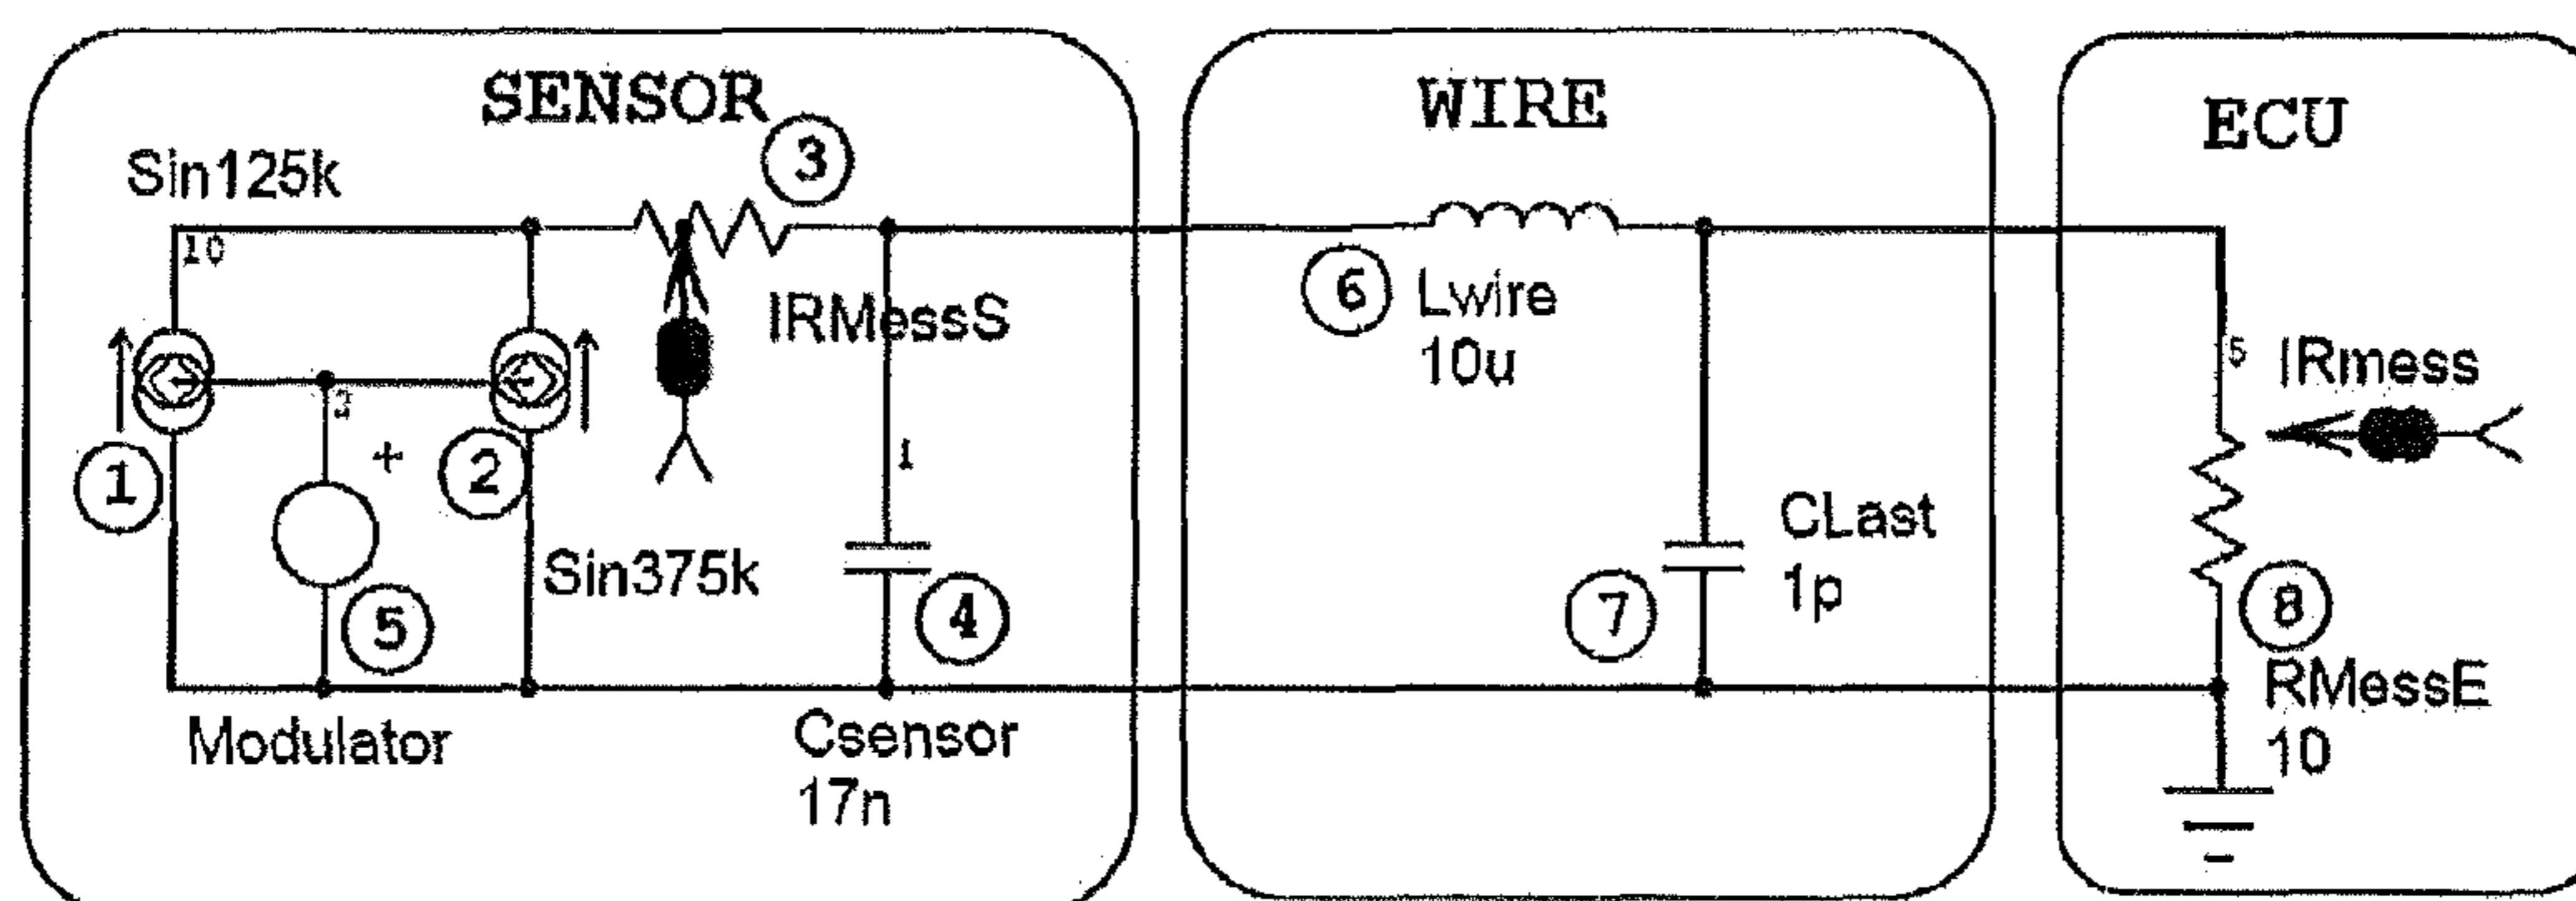 SENSOR
WIRE
ECU
3
Sin125k
10
6
Lwire
10u
IRMessS
5
IRmess
3
+
1
2
1
CLast
1p
Sin375k
5
4
7
8
Modulator
Csensor
17n
RMessE
10